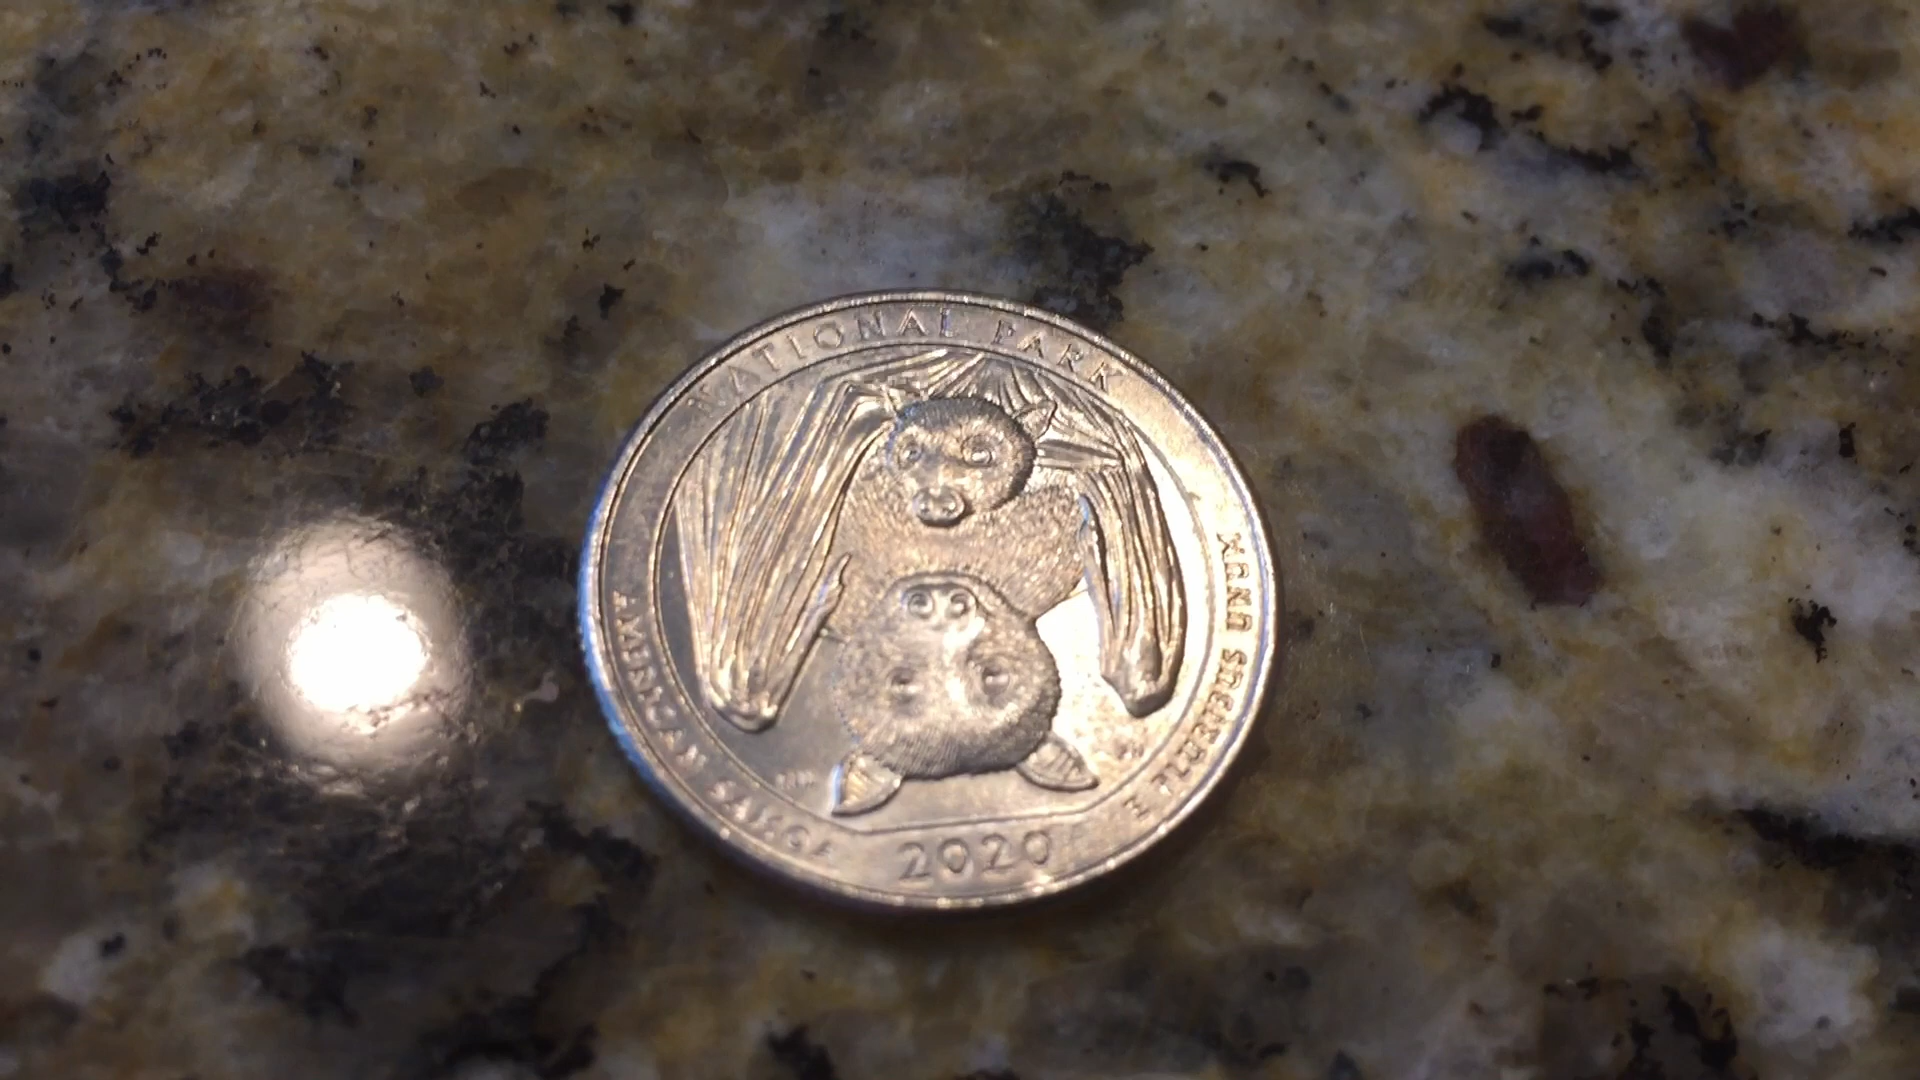 NATIONAL PARK
AMERICAN SAMOA
2020
E PLURIBUS UNUM